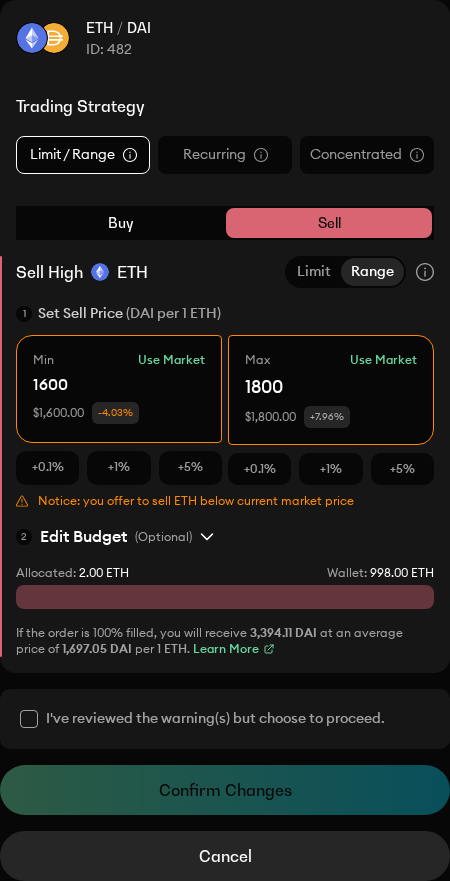 ETH / DAI
ID: 482
Trading Strategy
Limit / Range
Recurring
Concentrated
Buy
Sell
Sell High ETH
Limit
Range
1 Set Sell Price (DAI per 1 ETH)
Min
Use Market
1600
$1,600.00 -4.03%
Max
Use Market
1800
$1,800.00 +7.96%
+0.1%
+1%
+5%
+0.1%
+1%
+5%
Notice: you offer to sell ETH below current market price
2 Edit Budget (Optional)
Allocated: 2.00 ETH
Wallet: 998.00 ETH
If the order is 100% filled, you will receive 3,394.11 DAI at an average
price of 1,697.05 DAI per 1 ETH. Learn More
I've reviewed the warning(s) but choose to proceed.
Confirm Changes
Cancel